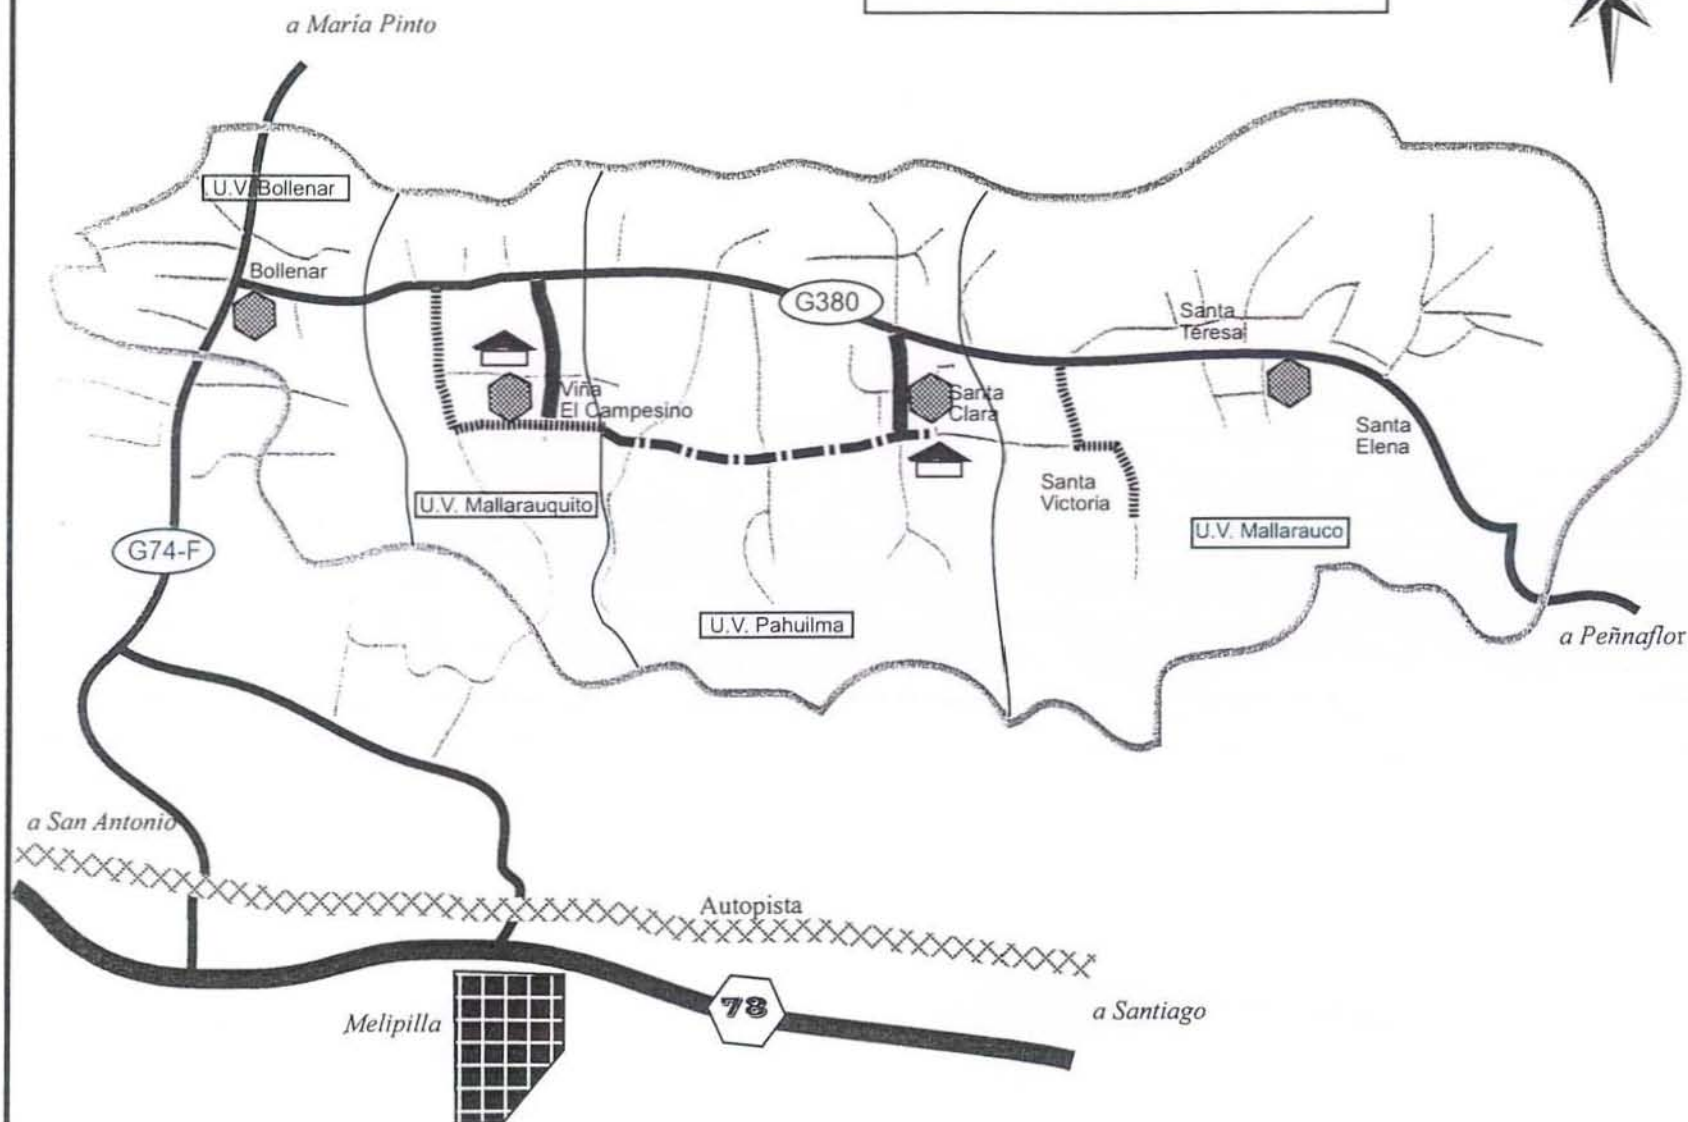 a María Pinto
U.V. Bollenar
Bollenar
G380
Santa
Teresa
Viña
El Campesino
Santa
Clara
Santa
Elena
U.V. Mallarauquito
Santa
Victoria
U.V. Mallarauco
G74-F
U.V. Pahuilma
a Peñnaflor
a San Antonio
Autopista
78
a Santiago
Melipilla